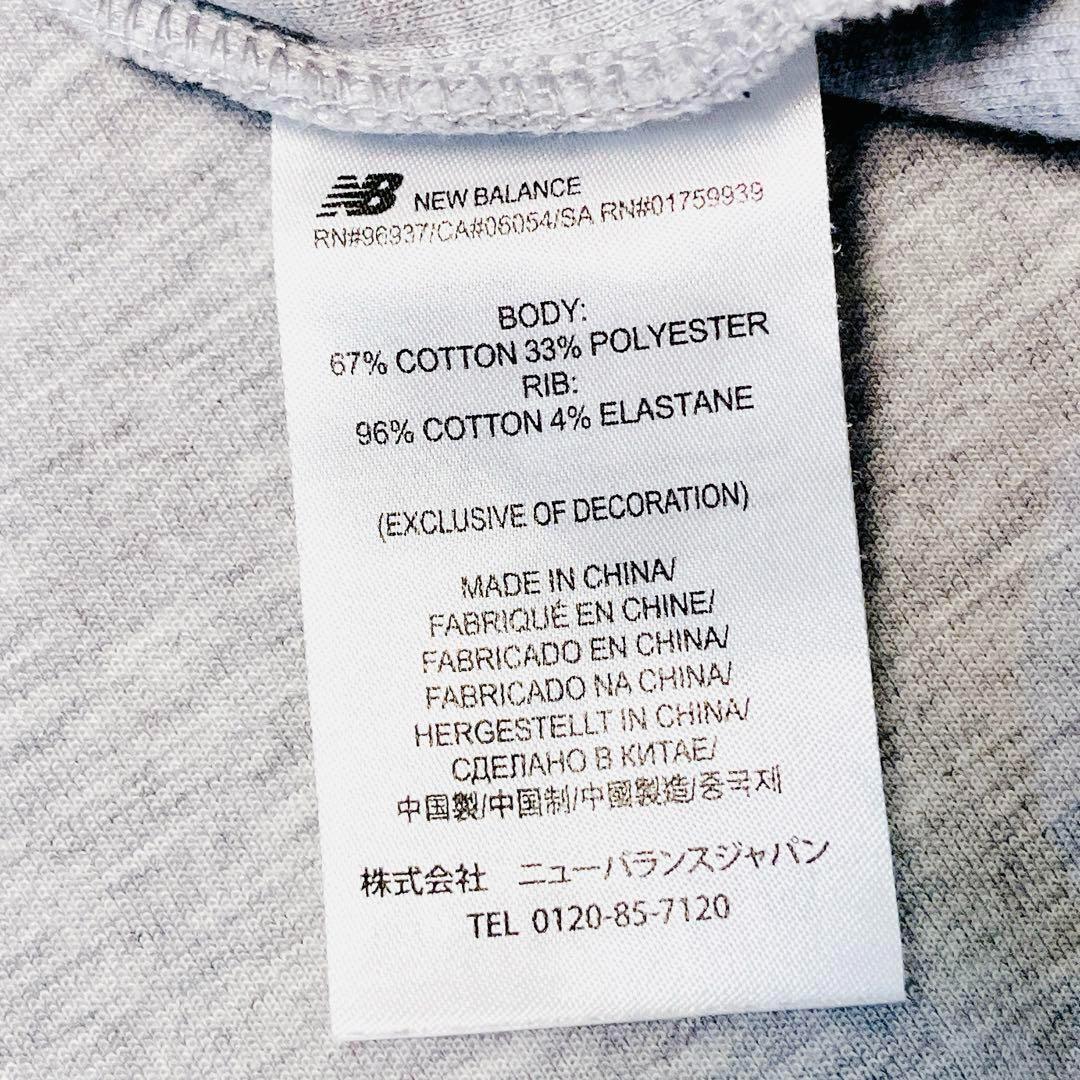 NB NEW BALANCE
RN#96937/CA#06054/SA RN#01759939
BODY:
67% COTTON 33% POLYESTER
RIB:
96% COTTON 4% ELASTANE
(EXCLUSIVE OF DECORATION)
MADE IN CHINA/
FABRIQUÉ EN CHINE/
FABRICADO EN CHINA/
FABRICADO NA CHINA/
HERGESTELLT IN CHINA/
СДЕЛАНО В КИТАЕ/
中国製/中国制/中國製造/중국제
株式会社 ニューバランスジャパン
TEL 0120-85-7120